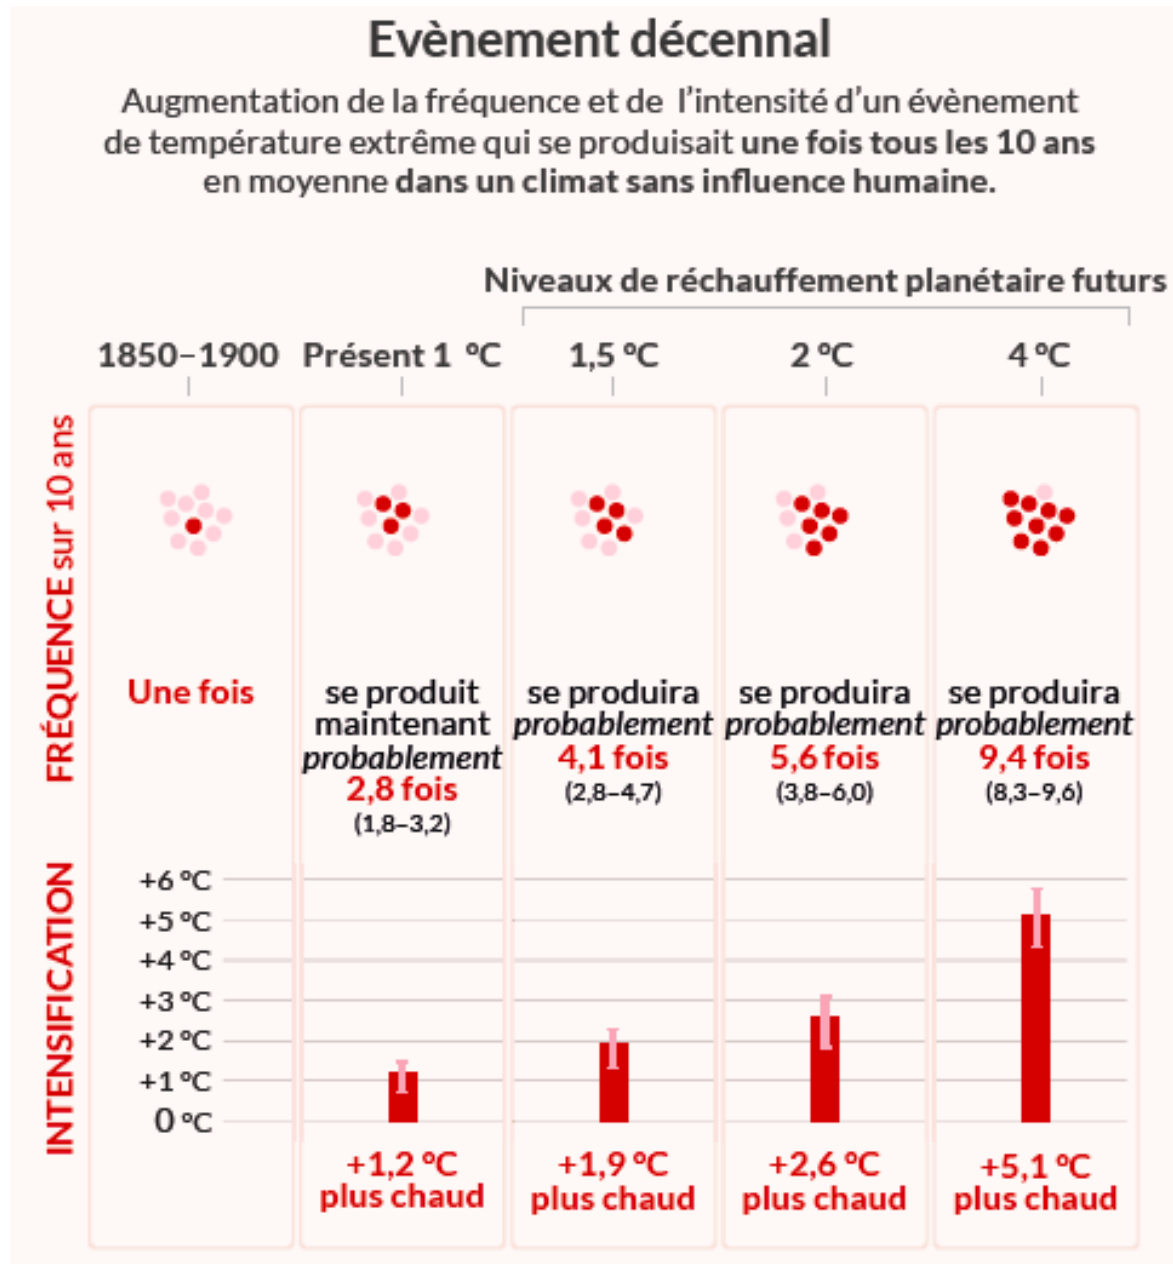 Evènement décennal
Augmentation de la fréquence et de l’intensité d’un évènement
de température extrême qui se produisait une fois tous les 10 ans
en moyenne dans un climat sans influence humaine.
Niveaux de réchauffement planétaire futurs
1850–1900 Présent 1 °C 1,5 °C 2 °C 4 °C
FRÉQUENCE sur 10 ans
Une fois
se produit
maintenant
probablement
2,8 fois
(1,8–3,2)
se produira
probablement
4,1 fois
(2,8–4,7)
se produira
probablement
5,6 fois
(3,8–6,0)
se produira
probablement
9,4 fois
(8,3–9,6)
INTENSIFICATION
+6 °C
+5 °C
+4 °C
+3 °C
+2 °C
+1 °C
0 °C
+1,2 °C
plus chaud
+1,9 °C
plus chaud
+2,6 °C
plus chaud
+5,1 °C
plus chaud